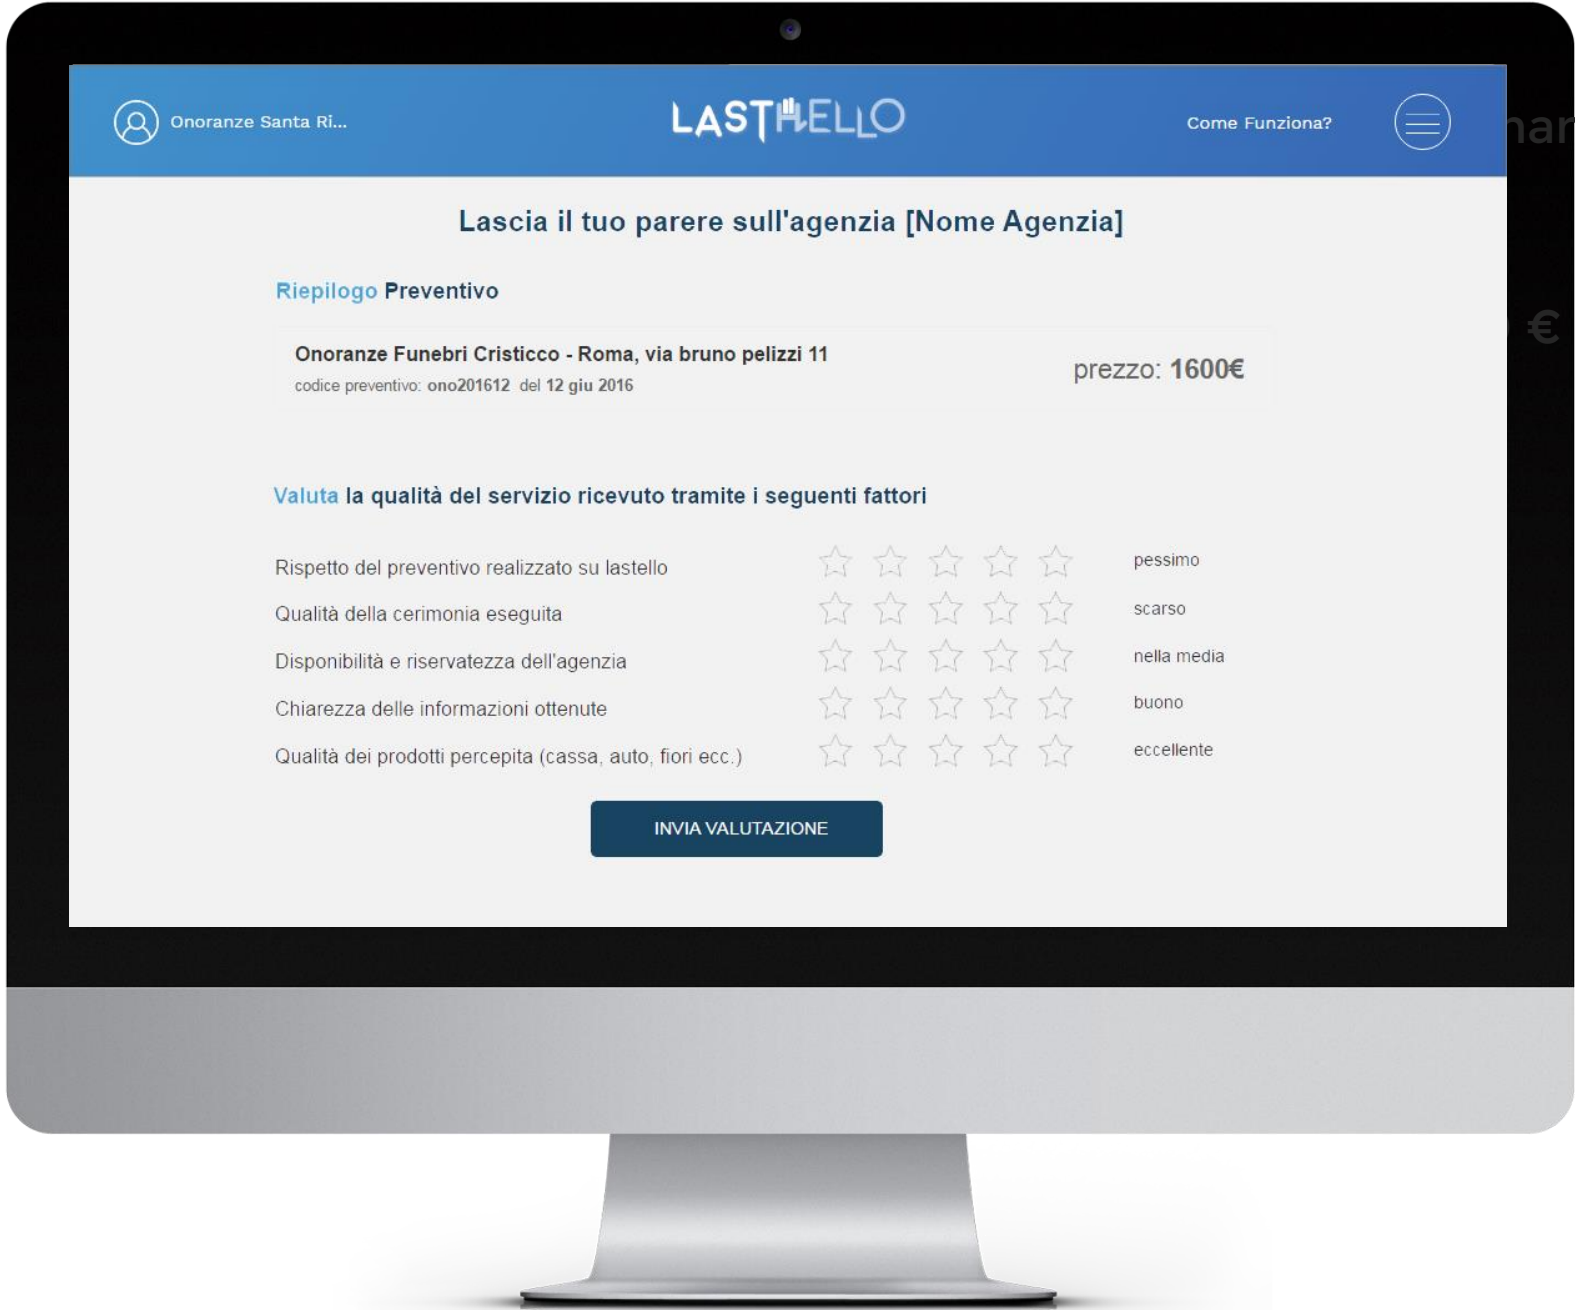 Onoranze Santa Ri...
LASTHELLO
Come Funziona?
Lascia il tuo parere sull'agenzia [Nome Agenzia]
Riepilogo Preventivo
Onoranze Funebri Cristicco - Roma, via bruno pelizzi 11
codice preventivo: ono201612 del 12 giu 2016
prezzo: 1600€
Valuta la qualità del servizio ricevuto tramite i seguenti fattori
Rispetto del preventivo realizzato su lastello
pessimo
Qualità della cerimonia eseguita
scarso
Disponibilità e riservatezza dell'agenzia
nella media
Chiarezza delle informazioni ottenute
buono
Qualità dei prodotti percepita (cassa, auto, fiori ecc.)
eccellente
INVIA VALUTAZIONE
€